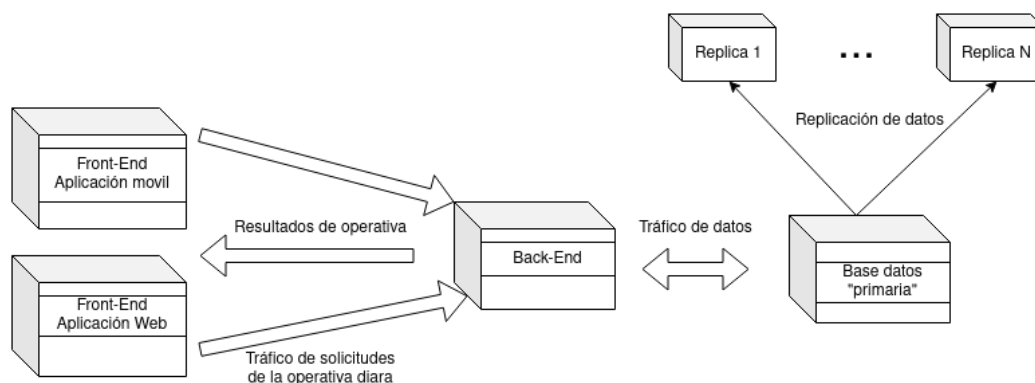 Replica 1
...
Replica N
Replicación de datos
Front-End
Aplicación movil
Resultados de operativa
Tráfico de datos
Back-End
Base datos
"primaria"
Front-End
Aplicación Web
Tráfico de solicitudes
de la operativa diara